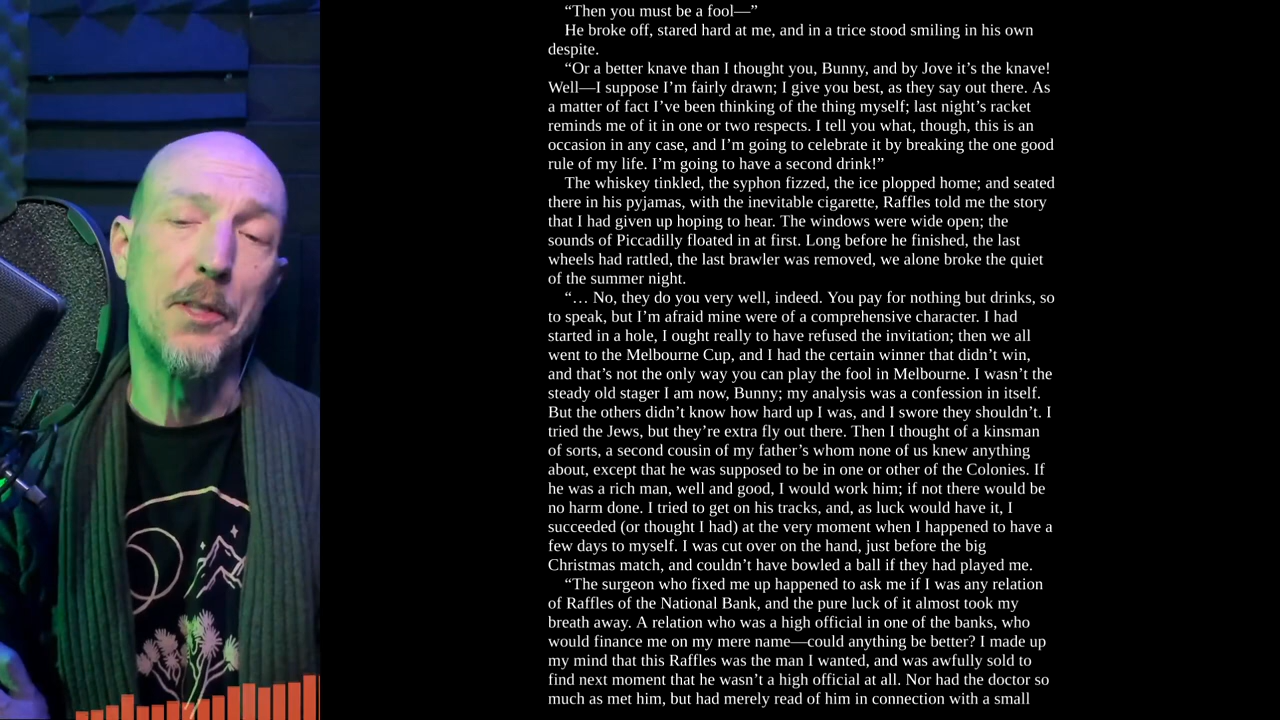 “Then you must be a fool—”
He broke off, stared hard at me, and in a trice stood smiling in his own
despite.
“Or a better knave than I thought you, Bunny, and by Jove it’s the knave!
Well—I suppose I’m fairly drawn; I give you best, as they say out there. As
a matter of fact I’ve been thinking of the thing myself; last night’s racket
reminds me of it in one or two respects. I tell you what, though, this is an
occasion in any case, and I’m going to celebrate it by breaking the one good
rule of my life. I’m going to have a second drink!”
The whiskey tinkled, the syphon fizzed, the ice plopped home; and seated
there in his pyjamas, with the inevitable cigarette, Raffles told me the story
that I had given up hoping to hear. The windows were wide open; the
sounds of Piccadilly floated in at first. Long before he finished, the last
wheels had rattled, the last brawler was removed, we alone broke the quiet
of the summer night.
“… No, they do you very well, indeed. You pay for nothing but drinks, so
to speak, but I’m afraid mine were of a comprehensive character. I had
started in a hole, I ought really to have refused the invitation; then we all
went to the Melbourne Cup, and I had the certain winner that didn’t win,
and that’s not the only way you can play the fool in Melbourne. I wasn’t the
steady old stager I am now, Bunny; my analysis was a confession in itself.
But the others didn’t know how hard up I was, and I swore they shouldn’t. I
tried the Jews, but they’re extra fly out there. Then I thought of a kinsman
of sorts, a second cousin of my father’s whom none of us knew anything
about, except that he was supposed to be in one or other of the Colonies. If
he was a rich man, well and good, I would work him; if not there would be
no harm done. I tried to get on his tracks, and, as luck would have it, I
succeeded (or thought I had) at the very moment when I happened to have a
few days to myself. I was cut over on the hand, just before the big
Christmas match, and couldn’t have bowled a ball if they had played me.
“The surgeon who fixed me up happened to ask me if I was any relation
of Raffles of the National Bank, and the pure luck of it almost took my
breath away. A relation who was a high official in one of the banks, who
would finance me on my mere name—could anything be better? I made up
my mind that this Raffles was the man I wanted, and was awfully sold to
find next moment that he wasn’t a high official at all. Nor had the doctor so
much as met him, but had merely read of him in connection with a small